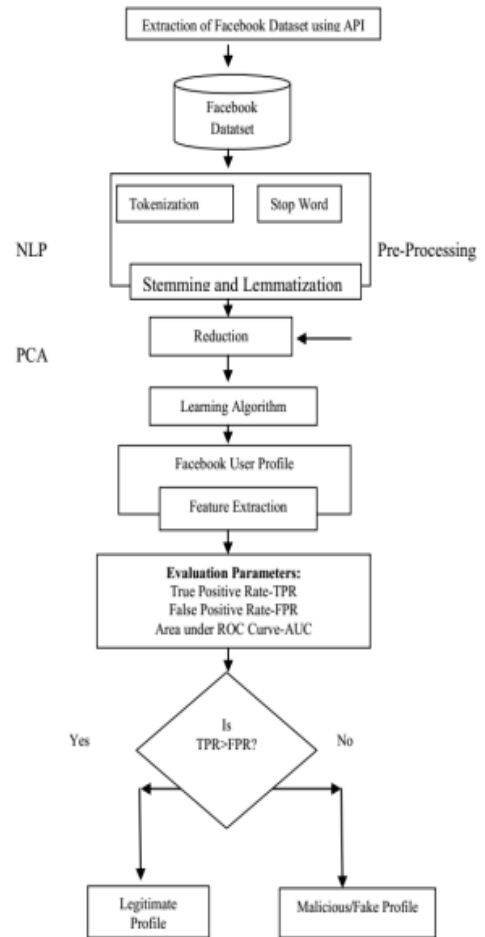 Extraction of Facebook Dataset using API
Facebook
Datatset
Tokenization
Stop Word
NLP
Pre-Processing
Stemming and Lemmatization
Reduction
PCA
Learning Algorithm
Facebook User Profile
Feature Extraction
Evaluation Parameters:
True Positive Rate-TPR
False Positive Rate-FPR
Area under ROC Curve-AUC
Is
TPR>FPR?
Yes
No
Legitimate
Profile
Malicious/Fake Profile